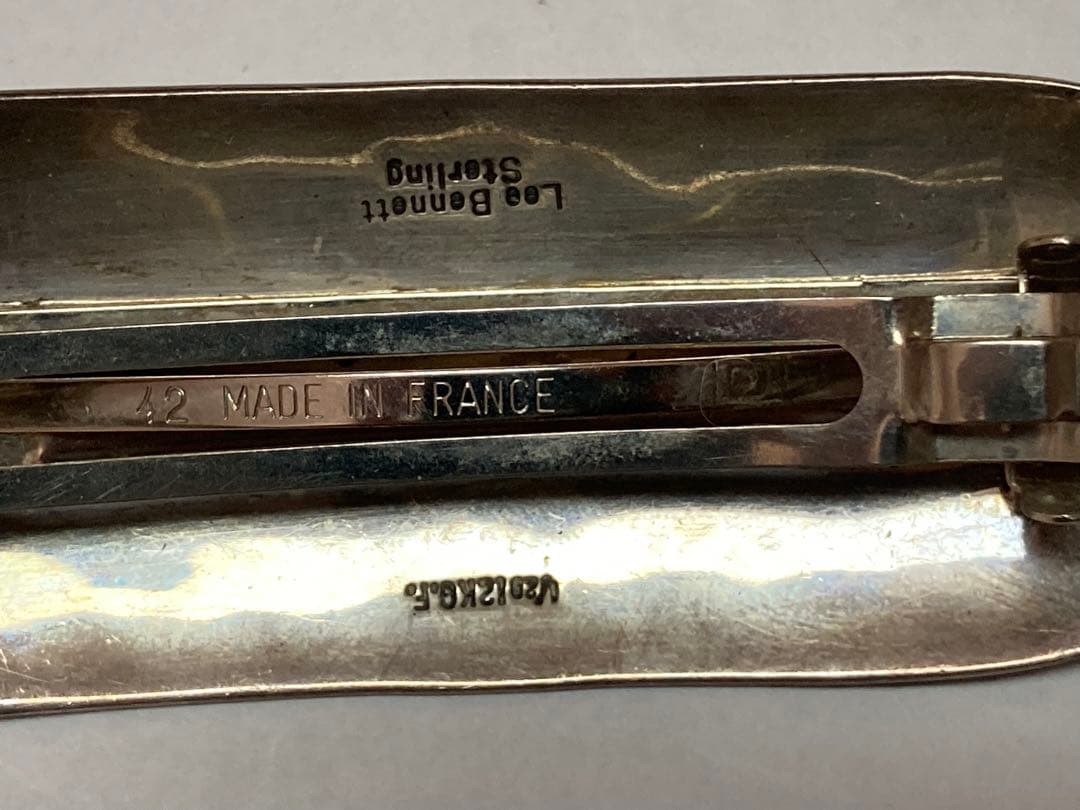 Lee Bennett
Sterling
42 MADE IN FRANCE
1/20 12K G.F.